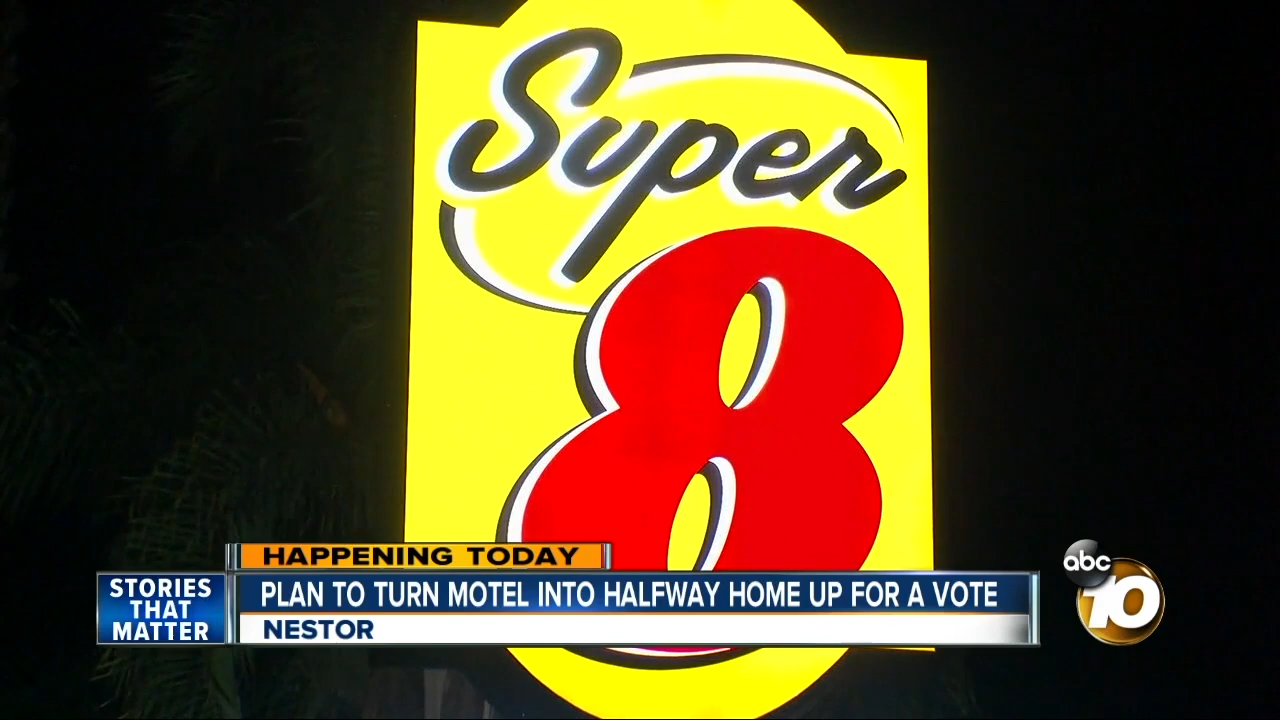 Super
8
HAPPENING TODAY
STORIES
THAT
MATTER
PLAN TO TURN MOTEL INTO HALFWAY HOME UP FOR A VOTE
NESTOR
abc
10